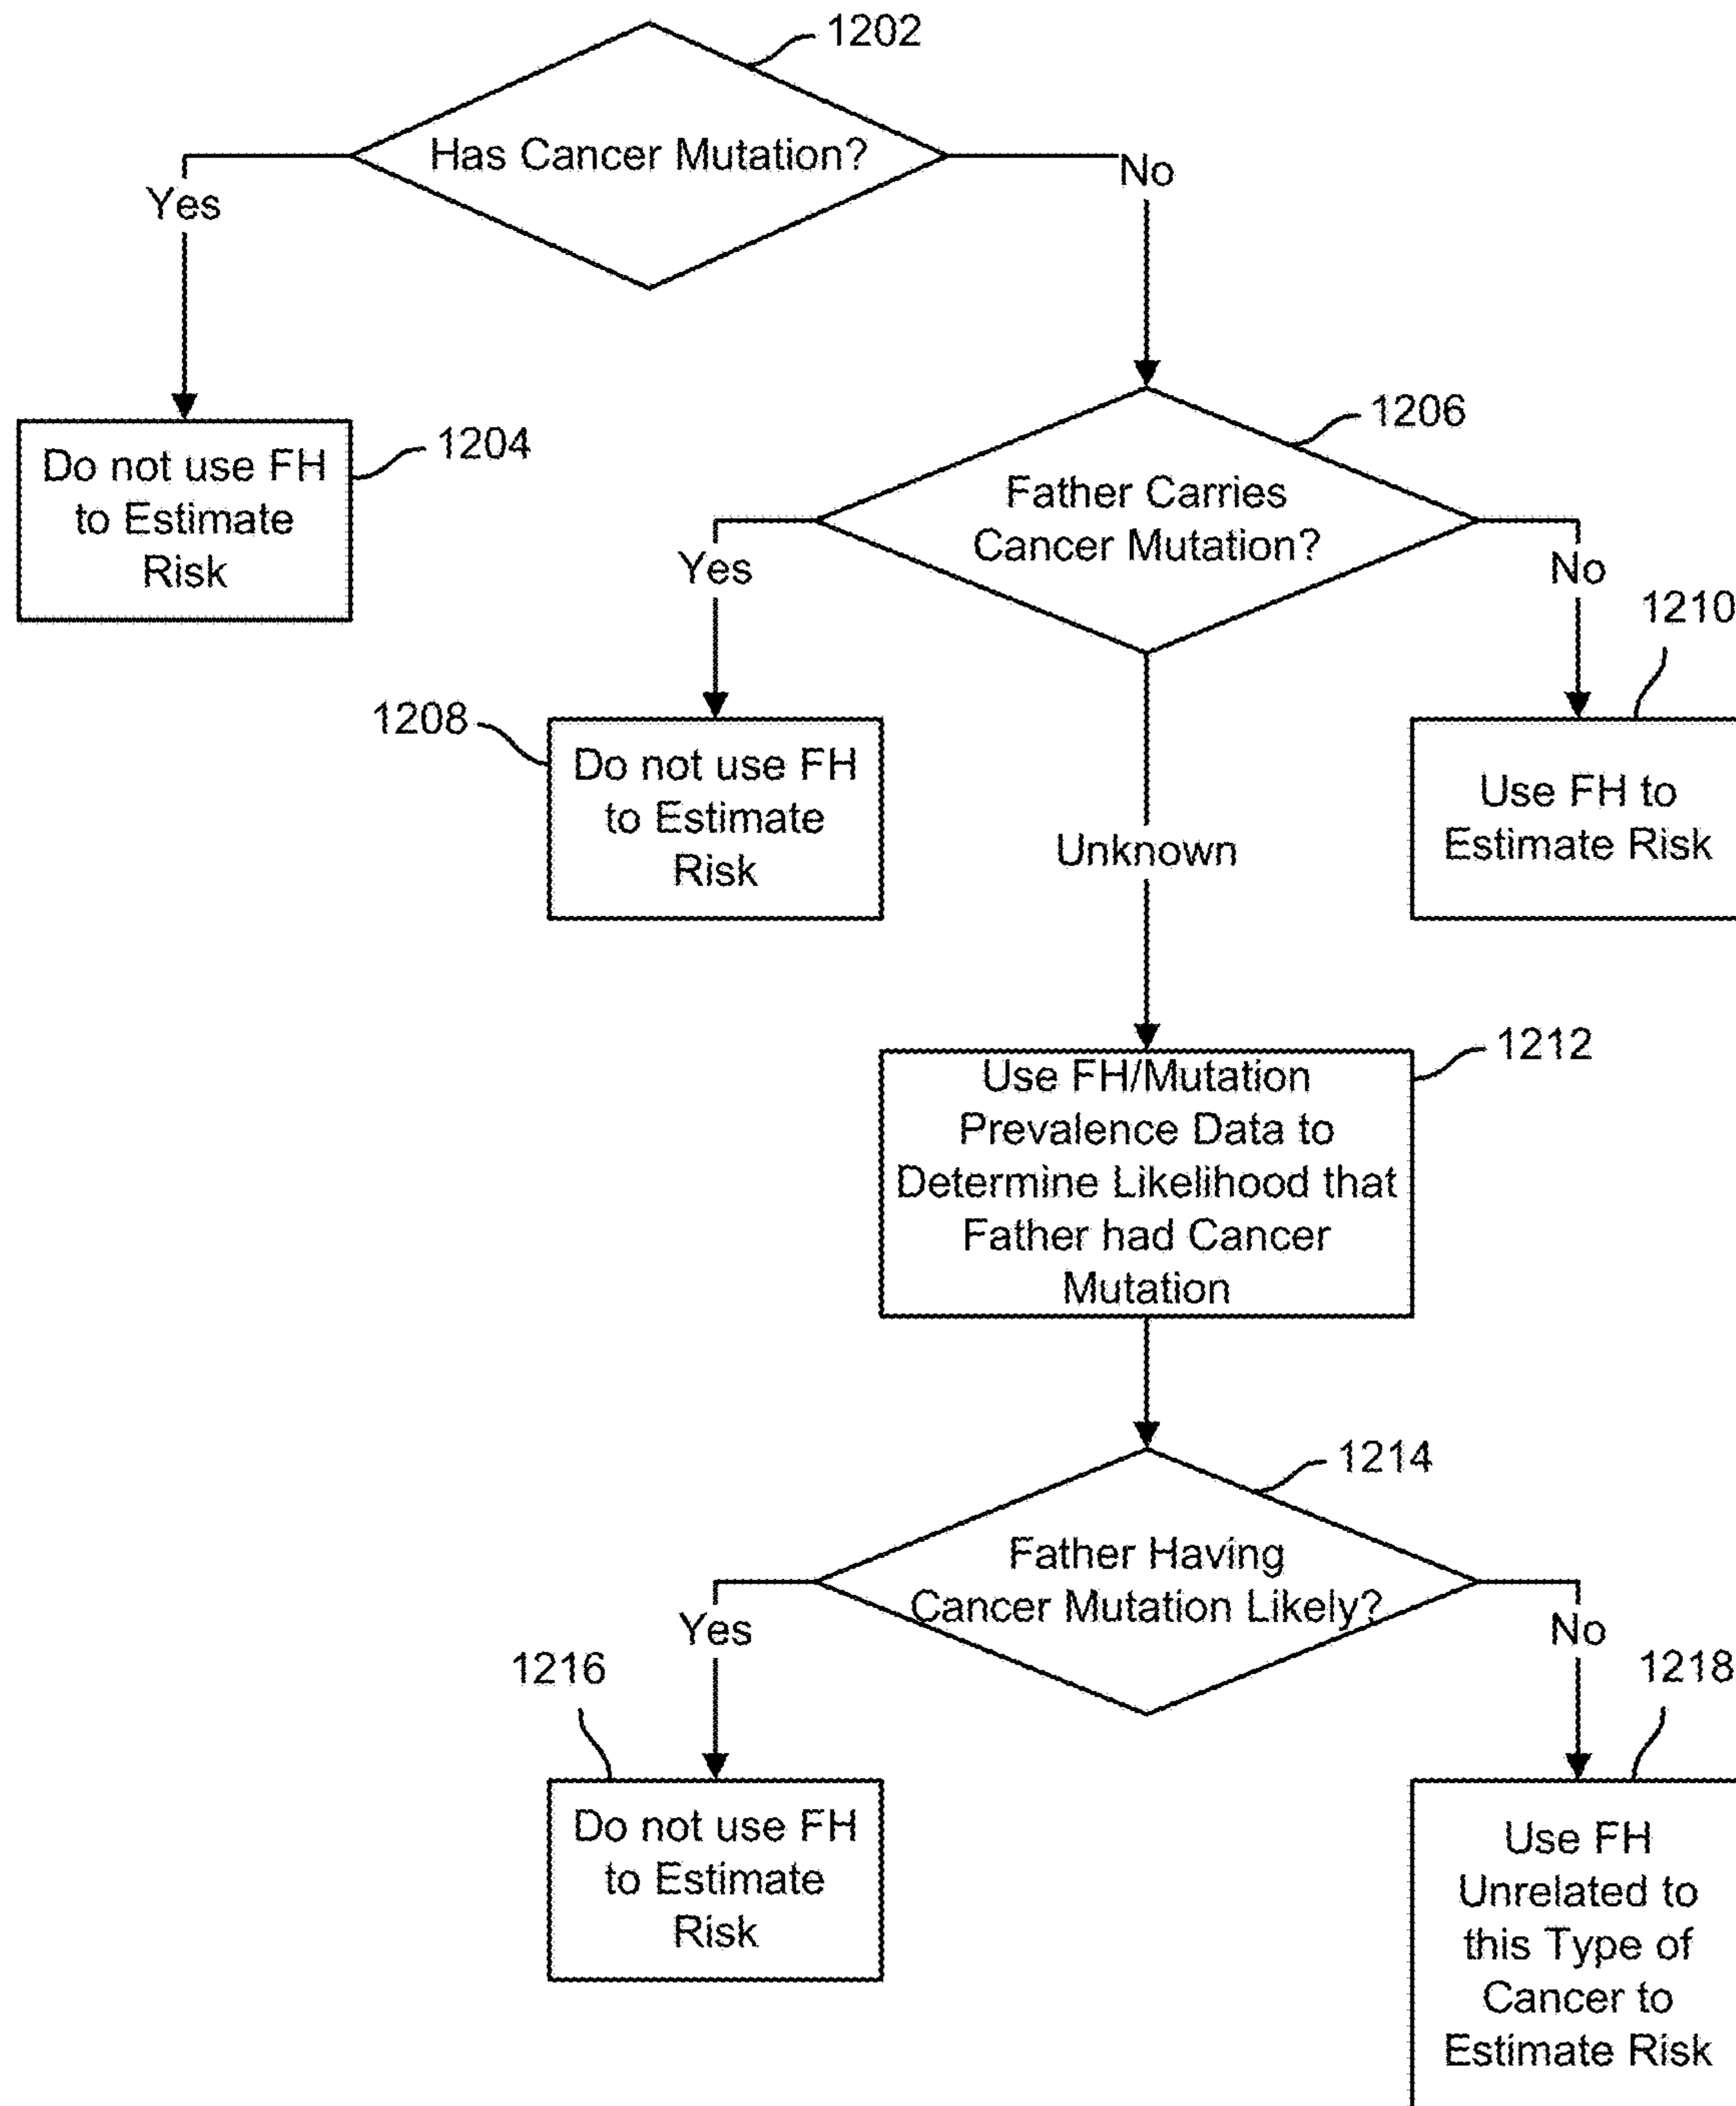 1202
Has Cancer Mutation?
Yes
No
1204
Do not use FH
to Estimate
Risk
1206
Father Carries
Cancer Mutation?
Yes
No
1208
Do not use FH
to Estimate
Risk
1210
Use FH to
Estimate Risk
Unknown
1212
Use FH/Mutation
Prevalence Data to
Determine Likelihood that
Father had Cancer
Mutation
1214
Father Having
Cancer Mutation Likely?
Yes
No
1216
Do not use FH
to Estimate
Risk
1218
Use FH
Unrelated to
this Type of
Cancer to
Estimate Risk